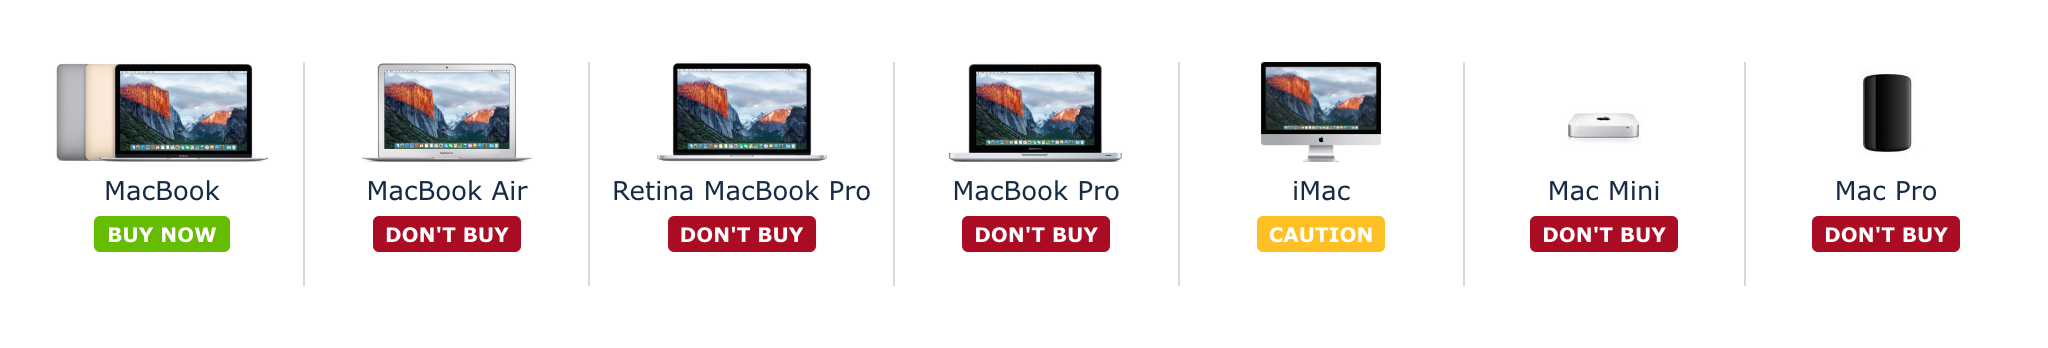 MacBook
BUY NOW
MacBook Air
DON'T BUY
Retina MacBook Pro
DON'T BUY
MacBook Pro
DON'T BUY
iMac
CAUTION
Mac Mini
DON'T BUY
Mac Pro
DON'T BUY